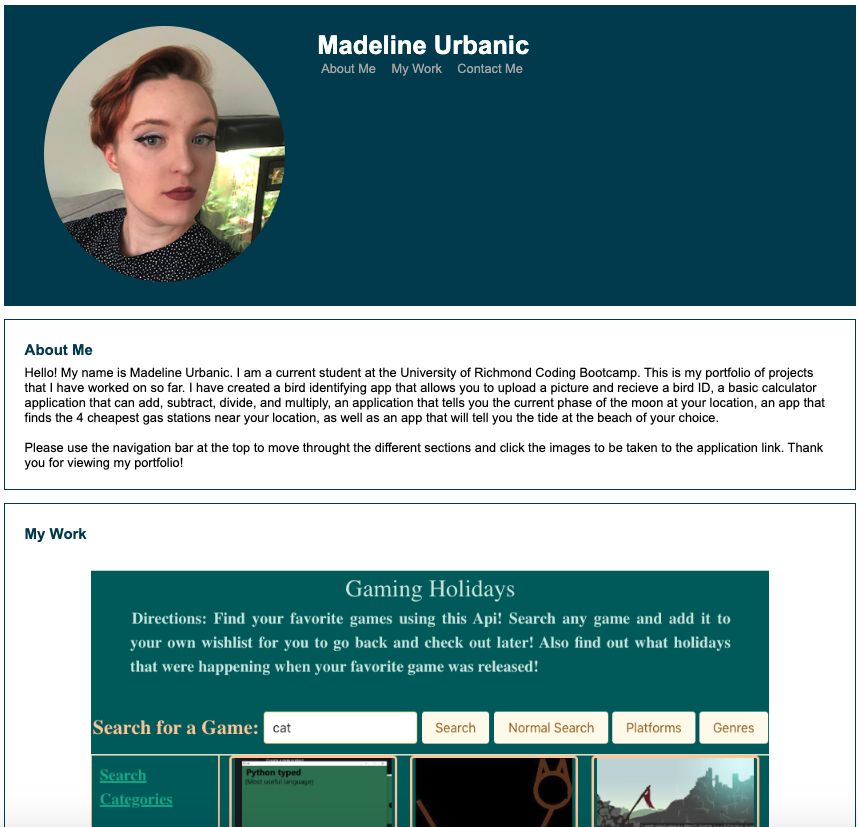 Madeline Urbanic
About Me My Work Contact Me
About Me
Hello! My name is Madeline Urbanic. I am a current student at the University of Richmond Coding Bootcamp. This is my portfolio of projects
that I have worked on so far. I have created a bird identifying app that allows you to upload a picture and recieve a bird ID, a basic calculator
application that can add, subtract, divide, and multiply, an application that tells you the current phase of the moon at your location, an app that
finds the 4 cheapest gas stations near your location, as well as an app that will tell you the tide at the beach of your choice.
Please use the navigation bar at the top to move throught the different sections and click the images to be taken to the application link. Thank
you for viewing my portfolio!
My Work
Gaming Holidays
Directions: Find your favorite games using this Api! Search any game and add it to
your own wishlist for you to go back and check out later! Also find out what holidays
that were happening when your favorite game was released!
Search for a Game: cat Search Normal Search Platforms Genres
Search
Categories
Python typed
(Most useful language)